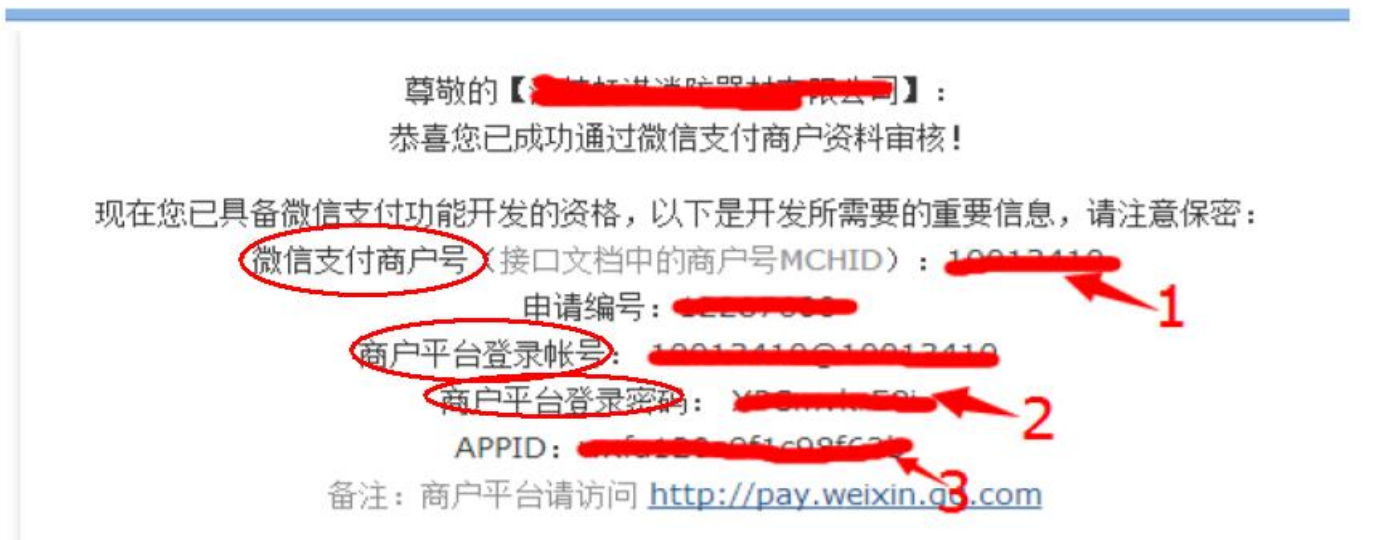 尊敬的【】：
恭喜您已成功通过微信支付商户资料审核！
现在您已具备微信支付功能开发的资格，以下是开发所需要的重要信息，请注意保密：
微信支付商户号（接口文档中的商户号MCHID）：
1
申请编号：
商户平台登录帐号：
商户平台登录密码：
2
APPID：
3
备注：商户平台请访问 http://pay.weixin.qq.com